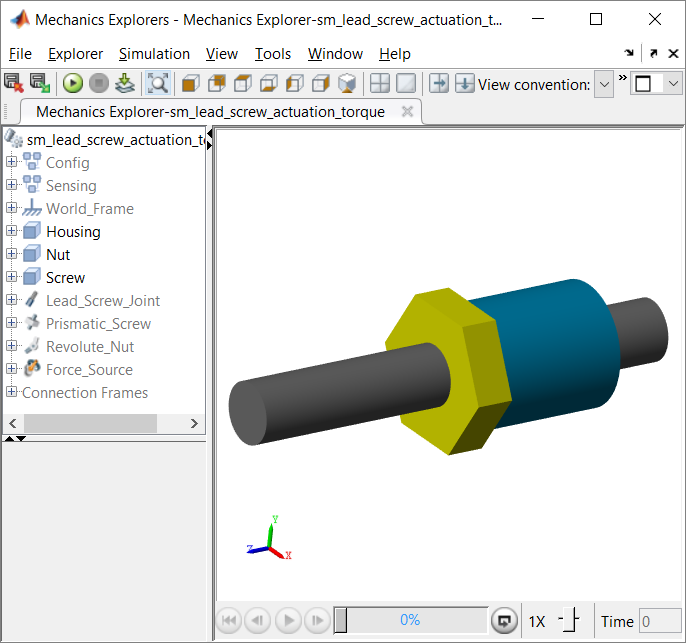 Mechanics Explorers - Mechanics Explorer-sm_lead_screw_actuation_t...
File Explorer Simulation View Tools Window Help
View convention: »
Mechanics Explorer-sm_lead_screw_actuation_torque
sm_lead_screw_actuation_t
Config
Sensing
World_Frame
Housing
Nut
Screw
Lead_Screw_Joint
Prismatic_Screw
Revolute_Nut
Force_Source
Connection Frames
Y
Z
X
0% 1X Time 0